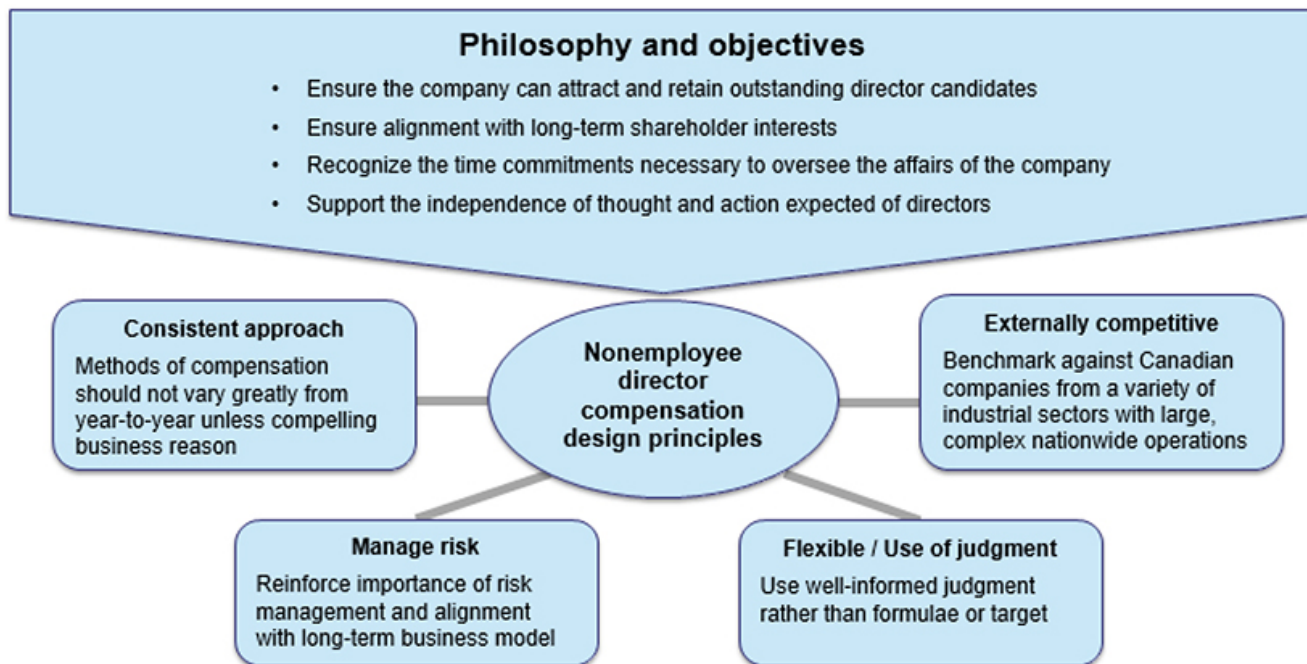 Philosophy and objectives
• Ensure the company can attract and retain outstanding director candidates
• Ensure alignment with long-term shareholder interests
• Recognize the time commitments necessary to oversee the affairs of the company
• Support the independence of thought and action expected of directors
Nonemployee
director
compensation
design principles
Consistent approach
Methods of compensation
should not vary greatly from
year-to-year unless compelling
business reason
Externally competitive
Benchmark against Canadian
companies from a variety of
industrial sectors with large,
complex nationwide operations
Manage risk
Reinforce importance of risk
management and alignment
with long-term business model
Flexible / Use of judgment
Use well-informed judgment
rather than formulae or target